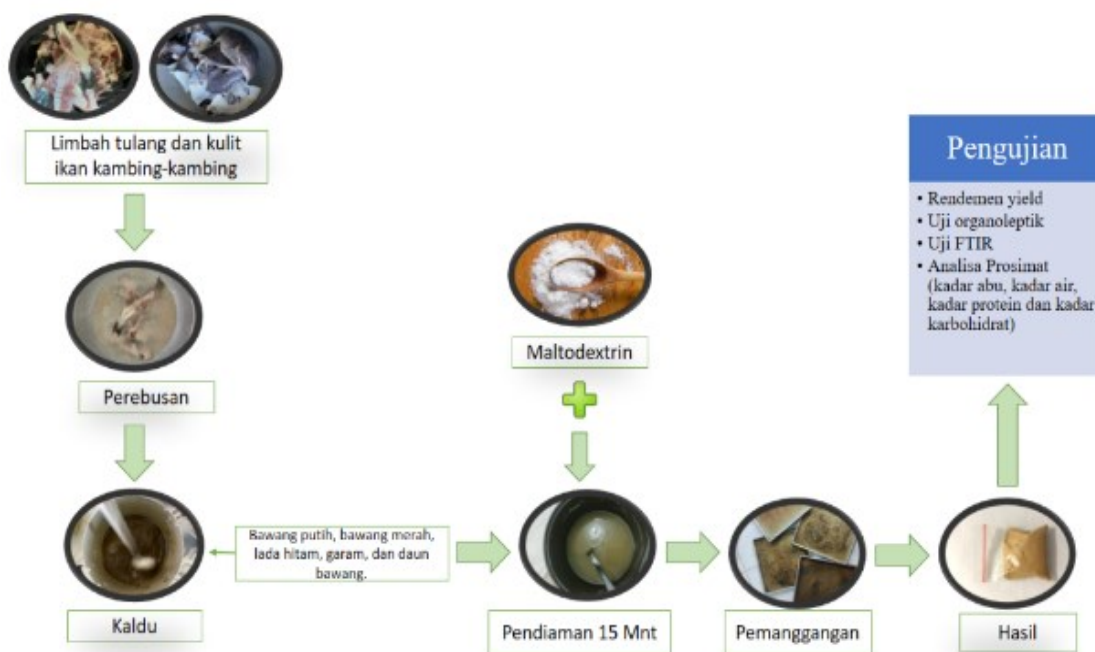 Limbah tulang dan kulit
ikan kambing-kambing
Perebusan
Kaldu
Bawang putih, bawang merah,
lada hitam, garam, dan daun
bawang.
Maltodextrin
Pendiaman 15 Mnt
Pemanggangan
Hasil
Pengujian
• Rendemen yield
• Uji organoleptik
• Uji FTIR
• Analisa Prosimat
(kadar abu, kadar air,
kadar protein dan kadar
karbohidrat)